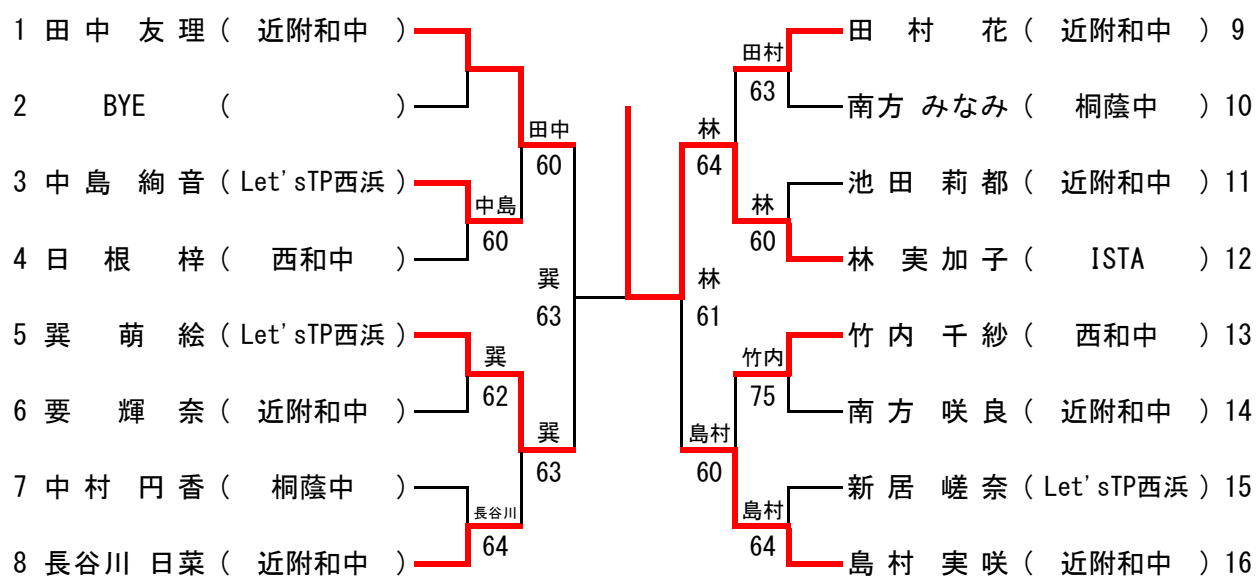 1 田中 友理 ( 近附和中 )
2 BYE ( )
3 中島 絢音 ( Let'sTP西浜 )
4 日根 梓 ( 西和中 )
5 巽 萌絵 ( Let'sTP西浜 )
6 要 輝奈 ( 近附和中 )
7 中村 円香 ( 桐蔭中 )
8 長谷川 日菜 ( 近附和中 )
中島
60
巽
62
長谷川
64
田中
60
巽
63
巽
63
林
61
林
64
島村
60
田村
63
林
60
竹内
75
島村
64
田村 花 ( 近附和中 ) 9
南方 みなみ ( 桐蔭中 ) 10
池田 莉都 ( 近附和中 ) 11
林 実加子 ( ISTA ) 12
竹内 千紗 ( 西和中 ) 13
南方 咲良 ( 近附和中 ) 14
新居 嵯奈 ( Let'sTP西浜 ) 15
島村 実咲 ( 近附和中 ) 16